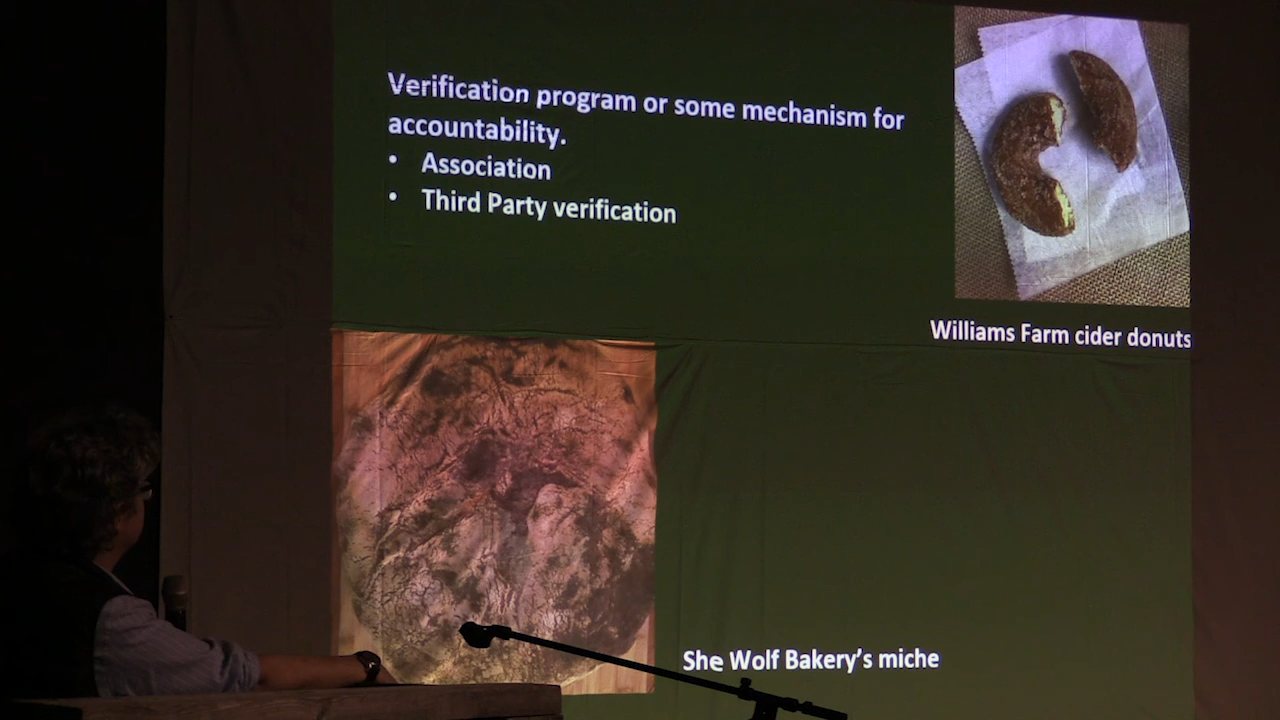 Verification program or some mechanism for
accountability.
• Association
• Third Party verification
Williams Farm cider donuts
She Wolf Bakery’s miche